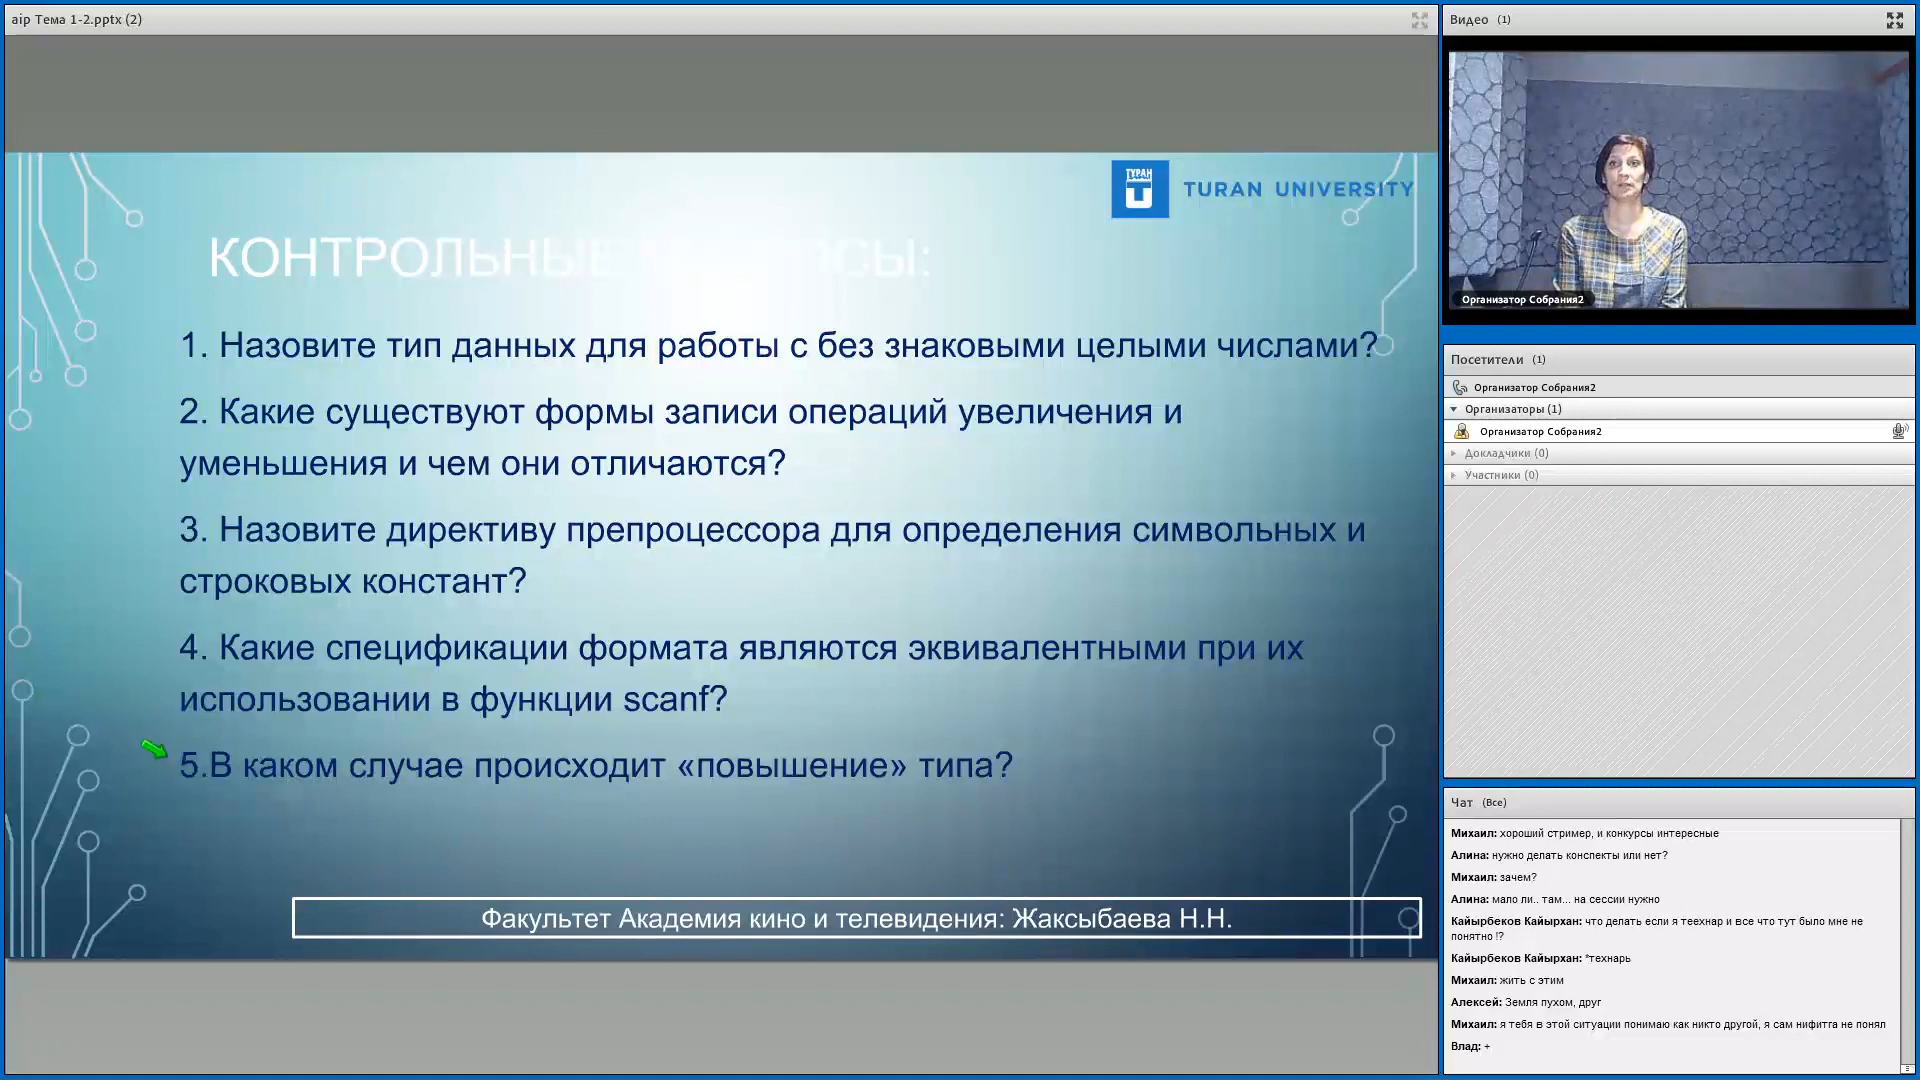 aip Тема 1-2.pptx (2)
ТУРАН
TURAN UNIVERSITY
КОНТРОЛЬНЫЕ
1. Назовите тип данных для работы с без знаковыми целыми числами?
2. Какие существуют формы записи операций увеличения и
уменьшения и чем они отличаются?
3. Назовите директиву препроцессора для определения символьных и
строковых констант?
4. Какие спецификации формата являются эквивалентными при их
использовании в функции scanf?
5.В каком случае происходит «повышение» типа?
Факультет Академия кино и телевидения: Жаксыбаева Н.Н.
Видео (1)
Организатор Собрания2
Посетители (1)
Организатор Собрания2
Организаторы (1)
Организатор Собрания2
Докладчики (0)
Участники (0)
Чат (Все)
Михаил: хороший стример, и конкурсы интересные
Алина: нужно делать конспекты или нет?
Михаил: зачем?
Алина: мало ли.. там... на сессии нужно
Кайырбеков Кайырхан: что делать если я теехнар и все что тут было мне не
понятно !?
Кайырбеков Кайырхан: *технарь
Михаил: жить с этим
Алексей: Земля пухом, друг
Михаил: я тебя в этой ситуации понимаю как никто другой, я сам нифитга не понял
Влад: +